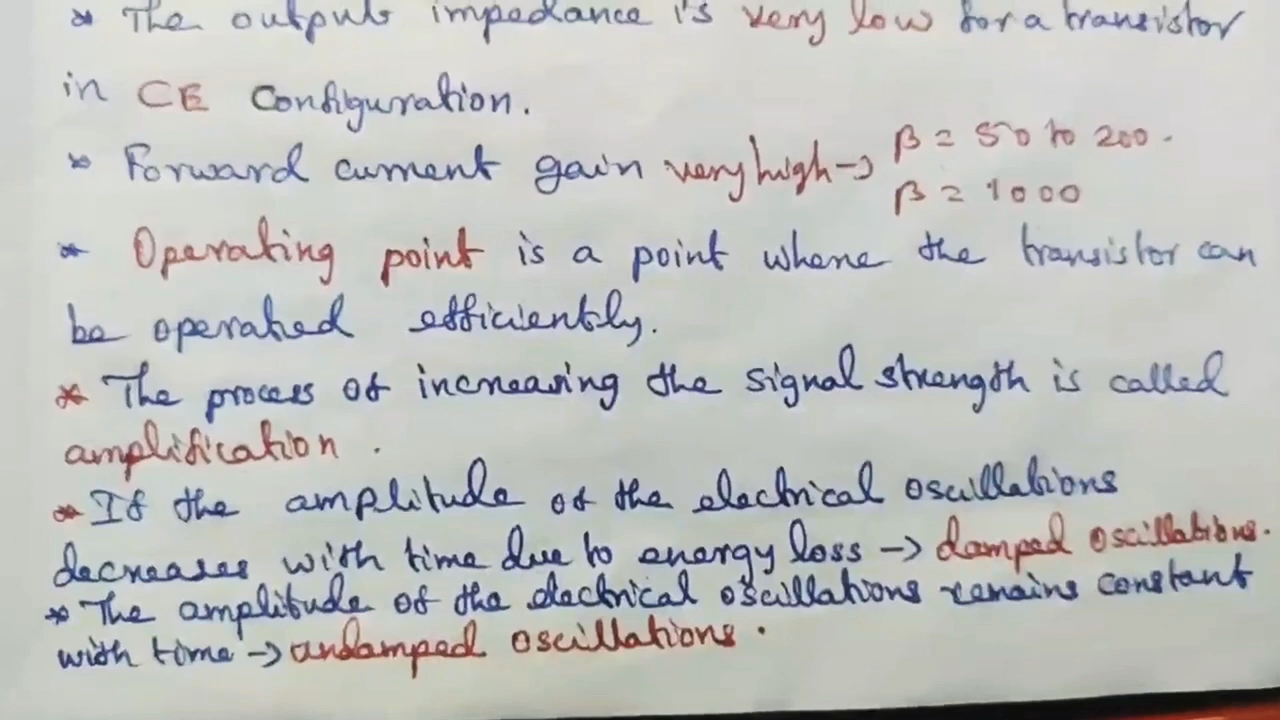 * The output impedance is very low for a transistor
in CE Configuration.
* Forward current gain very high → β = 50 to 200.
β = 1000
* Operating point is a point where the transistor can
be operated efficiently.
* The process of increasing the signal strength is called
amplification.
* If the amplitude of the electrical oscillations
decreases with time due to energy loss → damped oscillations.
* The amplitude of the electrical oscillations remains constant
with time → undamped oscillations.